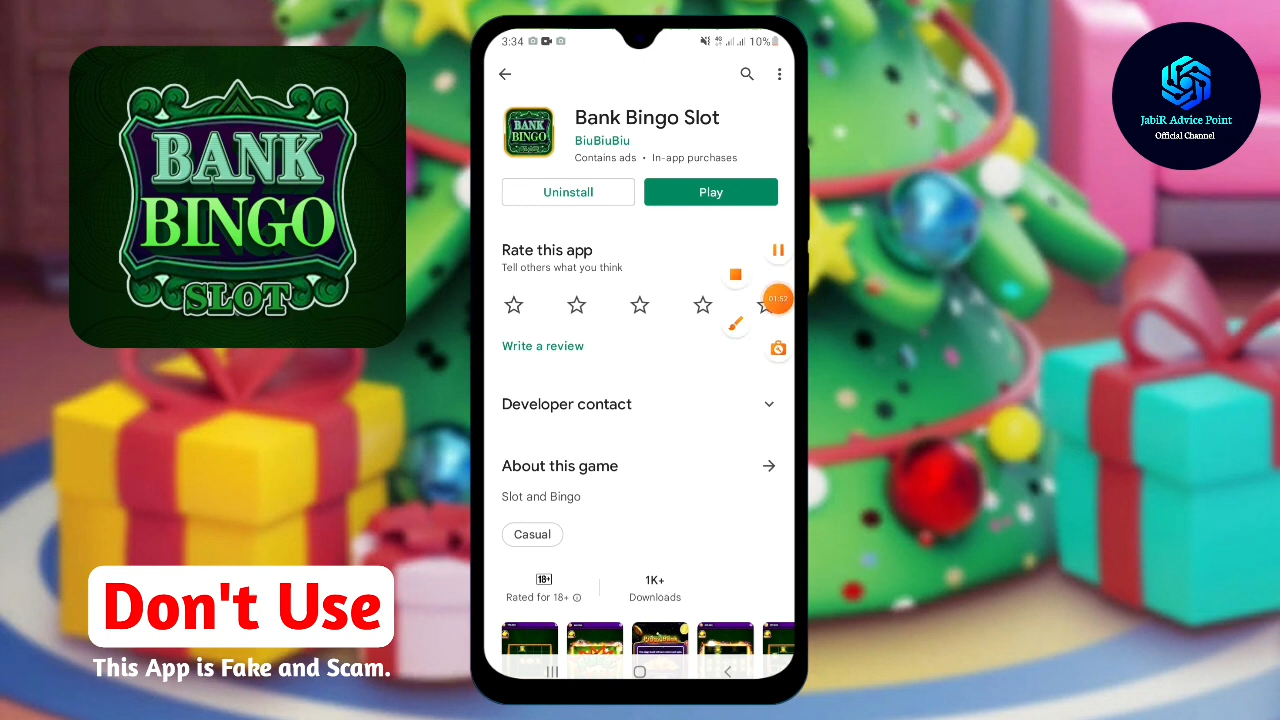 BANK
BINGO
SLOT
Don't Use
This App is Fake and Scam.
3:34
4G
10%
BANK
BINGO
Bank Bingo Slot
BiuBiuBiu
Contains ads • In-app purchases
Uninstall
Play
Rate this app
Tell others what you think
01:52
Write a review
Developer contact
About this game
Slot and Bingo
Casual
18+
Rated for 18+
1K+
Downloads
JabiR Advice Point
Official Channel